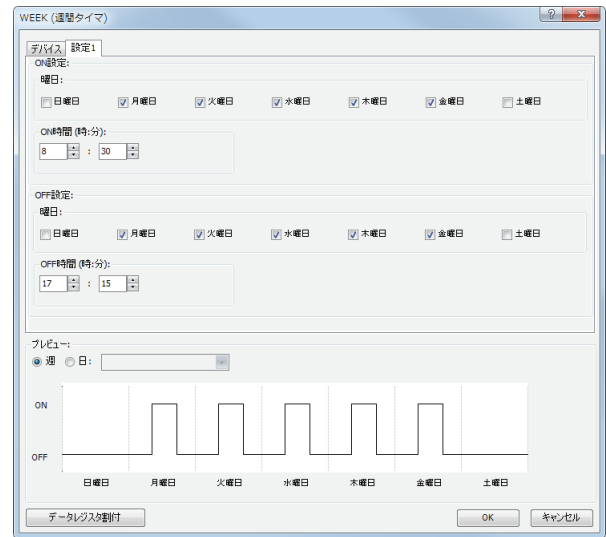 WEEK (週間タイマ)
デバイス 設定1
ON設定:
曜日:
日曜日 月曜日 火曜日 水曜日 木曜日 金曜日 土曜日
ON時間 (時:分):
8 : 30
OFF設定:
曜日:
日曜日 月曜日 火曜日 水曜日 木曜日 金曜日 土曜日
OFF時間 (時:分):
17 : 15
プレビュー:
週 日:
ON
OFF
日曜日 月曜日 火曜日 水曜日 木曜日 金曜日 土曜日
データレジスタ割付 OK キャンセル